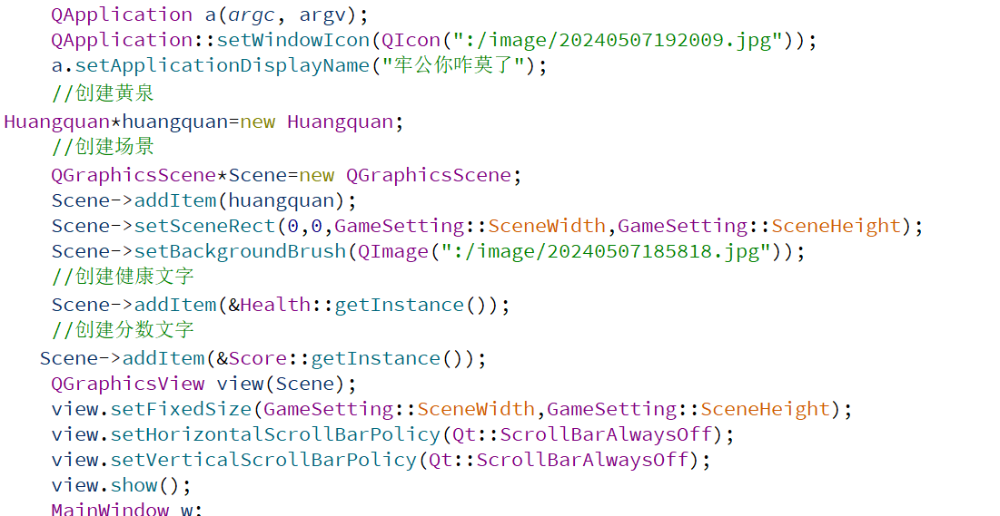 QApplication a(argc, argv);
QApplication::setWindowIcon(QIcon(":/image/20240507192009.jpg"));
a.setApplicationDisplayName("牢公你咋莫了");
//创建黄泉
Huangquan*huangquan=new Huangquan;
//创建场景
QGraphicsScene*Scene=new QGraphicsScene;
Scene->addItem(huangquan);
Scene->setSceneRect(0,0,GameSetting::SceneWidth,GameSetting::SceneHeight);
Scene->setBackgroundBrush(QImage(":/image/20240507185818.jpg"));
//创建健康文字
Scene->addItem(&Health::getInstance());
//创建分数文字
Scene->addItem(&Score::getInstance());
QGraphicsView view(Scene);
view.setFixedSize(GameSetting::SceneWidth,GameSetting::SceneHeight);
view.setHorizontalScrollBarPolicy(Qt::ScrollBarAlwaysOff);
view.setVerticalScrollBarPolicy(Qt::ScrollBarAlwaysOff);
view.show();
MainWindow w;